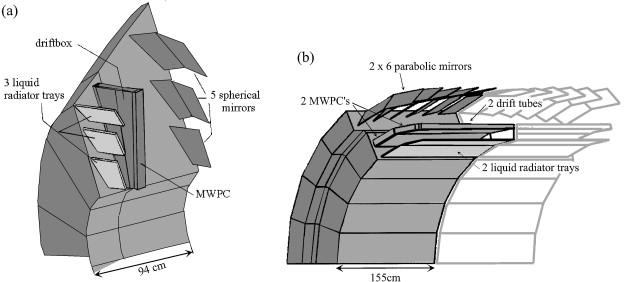 (a)
driftbox
3 liquid
radiator trays
5 spherical
mirrors
MWPC
94 cm
(b)
2 x 6 parabolic mirrors
2 MWPC's
2 drift tubes
2 liquid radiator trays
155cm